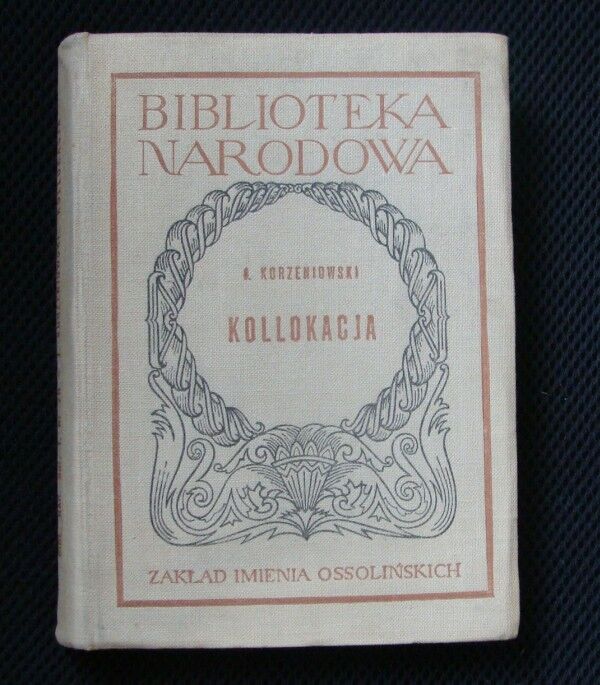 BIBLIOTEKA
NARODOWA
KORZENIOWSKI
KOLLOKACJA
ZAKŁAD IMIENIA OSSOLIŃSKICH